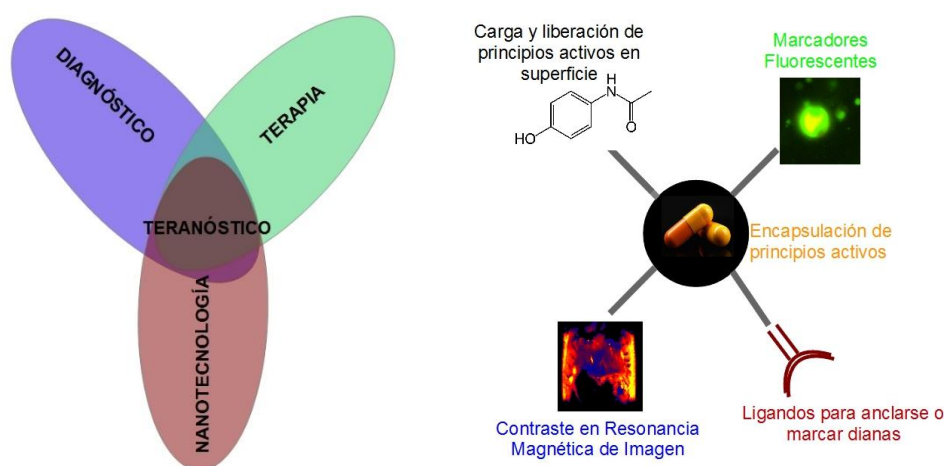 DIAGNÓSTICO
TERAPIA
TERANÓSTICO
NANOTECNOLOGÍA
Carga y liberación de
principios activos en
superficie
H
N
O
HO
Marcadores
Fluorescentes
Encapsulación de
principios activos
Contraste en Resonancia
Magnética de Imagen
Ligandos para anclarse o
marcar dianas